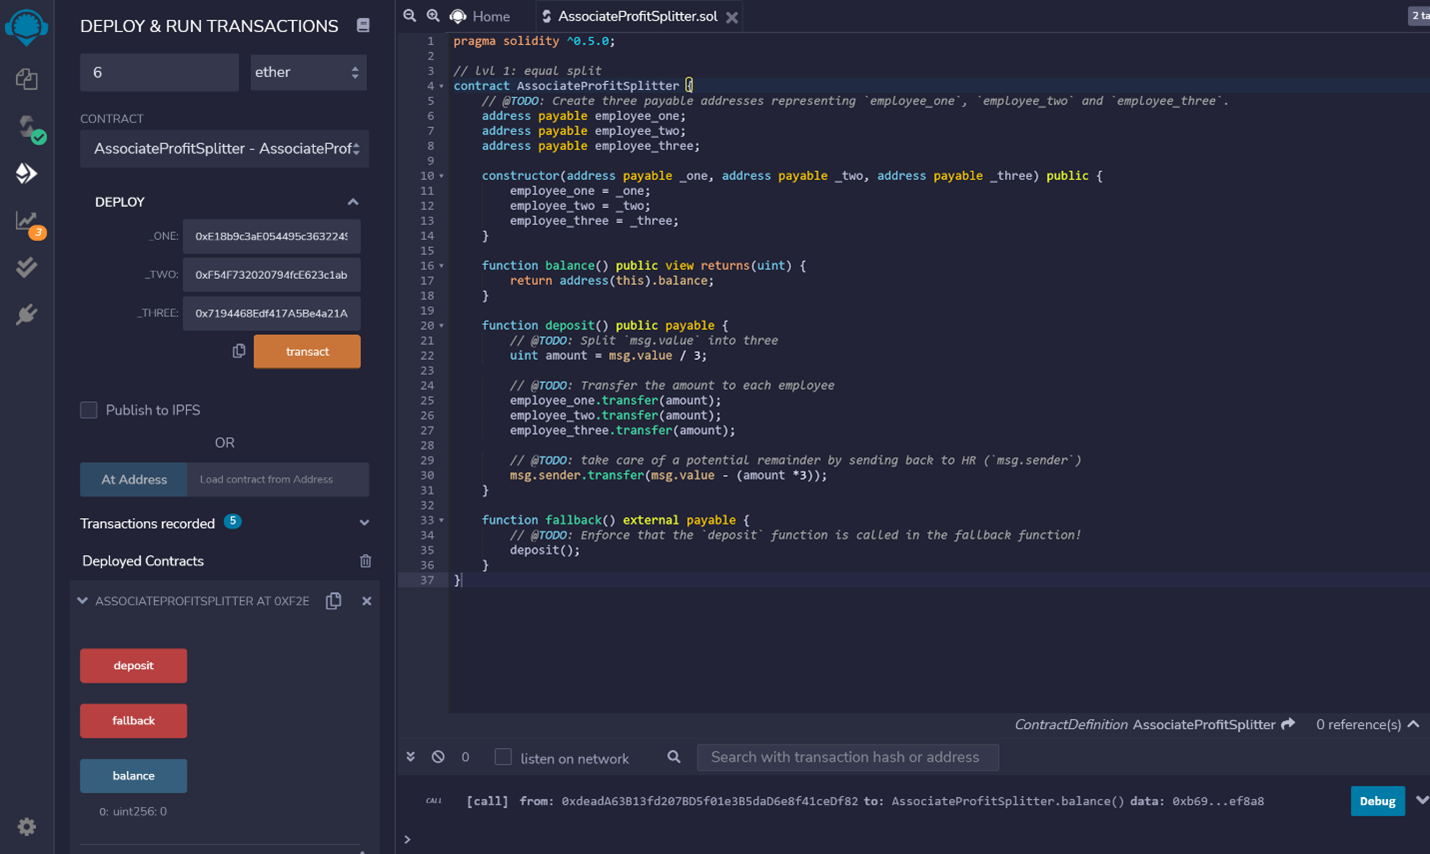 DEPLOY & RUN TRANSACTIONS
6
ether
CONTRACT
AssociateProfitSplitter - AssociateProf
DEPLOY
_ONE:
0xE18b9c3aE054495c3632249
_TWO:
0xF54F732020794fcE623c1ab
_THREE:
0x7194468Edf417A5Be4a21A
transact
Publish to IPFS
OR
At Address
Load contract from Address
Transactions recorded 5
Deployed Contracts
ASSOCIATEPROFITSPLITTER AT 0XF2E
deposit
fallback
balance
0: uint256: 0
3
Home
AssociateProfitSplitter.sol
2 ta
1 pragma solidity ^0.5.0;
2
3 // lvl 1: equal split
4 contract AssociateProfitSplitter {
5 // @TODO: Create three payable addresses representing `employee_one`, `employee_two` and `employee_three`.
6 address payable employee_one;
7 address payable employee_two;
8 address payable employee_three;
9
10 constructor(address payable _one, address payable _two, address payable _three) public {
11 employee_one = _one;
12 employee_two = _two;
13 employee_three = _three;
14 }
15
16 function balance() public view returns(uint) {
17 return address(this).balance;
18 }
19
20 function deposit() public payable {
21 // @TODO: Split `msg.value` into three
22 uint amount = msg.value / 3;
23
24 // @TODO: Transfer the amount to each employee
25 employee_one.transfer(amount);
26 employee_two.transfer(amount);
27 employee_three.transfer(amount);
28
29 // @TODO: take care of a potential remainder by sending back to HR (`msg.sender`)
30 msg.sender.transfer(msg.value - (amount *3));
31 }
32
33 function fallback() external payable {
34 // @TODO: Enforce that the `deposit` function is called in the fallback function!
35 deposit();
36 }
37 }
ContractDefinition AssociateProfitSplitter 0 reference(s)
0 listen on network Search with transaction hash or address
CALL [call] from: 0xdeadA63B13fd207BD5f01e3B5daD6e8f41ceDf82 to: AssociateProfitSplitter.balance() data: 0xb69...ef8a8 Debug
>